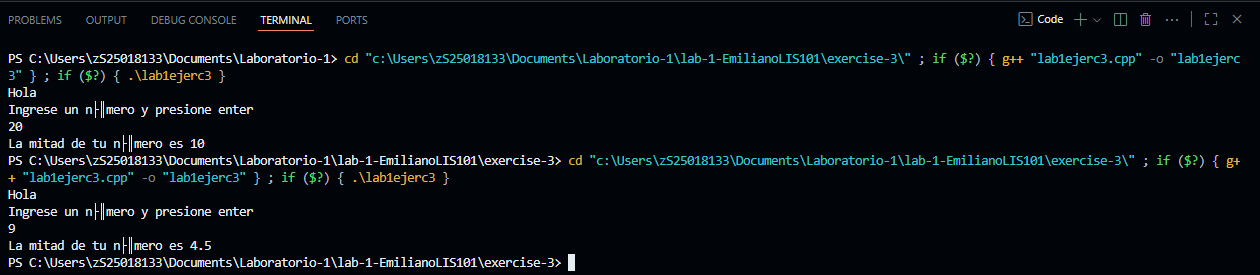 PROBLEMS OUTPUT DEBUG CONSOLE TERMINAL PORTS Code
PS C:\Users\zS25018133\Documents\Laboratorio-1> cd "c:\Users\zS25018133\Documents\Laboratorio-1\lab-1-EmilianoLIS101\exercise-3\" ; if ($?) { g++ "lab1ejerc3.cpp" -o "lab1ejerc
3" } ; if ($?) { .\lab1ejerc3 }
Hola
Ingrese un n├║mero y presione enter
20
La mitad de tu n├║mero es 10
PS C:\Users\zS25018133\Documents\Laboratorio-1\lab-1-EmilianoLIS101\exercise-3> cd "c:\Users\zS25018133\Documents\Laboratorio-1\lab-1-EmilianoLIS101\exercise-3\" ; if ($?) { g+
+ "lab1ejerc3.cpp" -o "lab1ejerc3" } ; if ($?) { .\lab1ejerc3 }
Hola
Ingrese un n├║mero y presione enter
9
La mitad de tu n├║mero es 4.5
PS C:\Users\zS25018133\Documents\Laboratorio-1\lab-1-EmilianoLIS101\exercise-3>